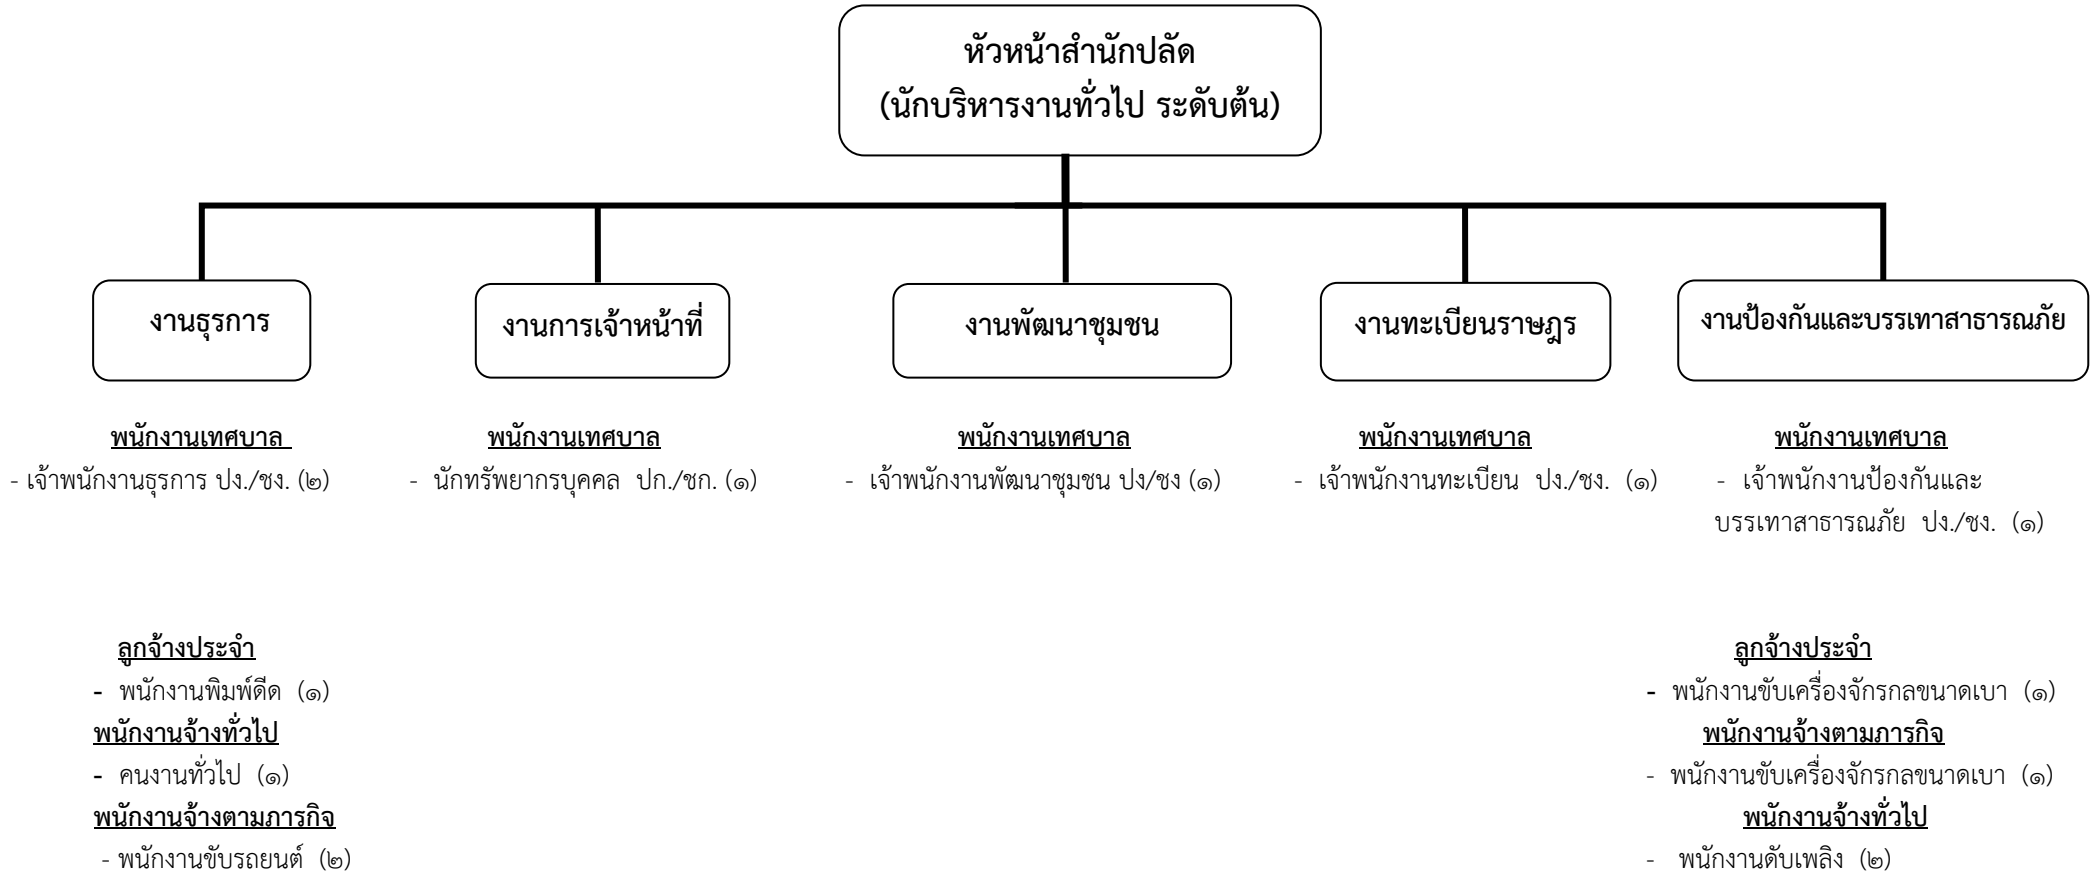 หัวหน้าสำนักปลัด
(นักบริหารงานทั่วไป ระดับต้น)
งานธุรการ
งานการเจ้าหน้าที่
งานพัฒนาชุมชน
งานทะเบียนราษฎร
งานป้องกันและบรรเทาสาธารณภัย
พนักงานเทศบาล
- เจ้าพนักงานธุรการ ปง./ชง. (๒)
พนักงานเทศบาล
- นักทรัพยากรบุคคล ปก./ชก. (๑)
พนักงานเทศบาล
- เจ้าพนักงานพัฒนาชุมชน ปง/ชง (๑)
พนักงานเทศบาล
- เจ้าพนักงานทะเบียน ปง./ชง. (๑)
พนักงานเทศบาล
- เจ้าพนักงานป้องกันและ
บรรเทาสาธารณภัย ปง./ชง. (๑)
ลูกจ้างประจำ
- พนักงานพิมพ์ดีด (๑)
พนักงานจ้างทั่วไป
- คนงานทั่วไป (๑)
พนักงานจ้างตามภารกิจ
- พนักงานขับรถยนต์ (๒)
ลูกจ้างประจำ
- พนักงานขับเครื่องจักรกลขนาดเบา (๑)
พนักงานจ้างตามภารกิจ
- พนักงานขับเครื่องจักรกลขนาดเบา (๑)
พนักงานจ้างทั่วไป
- พนักงานดับเพลิง (๒)